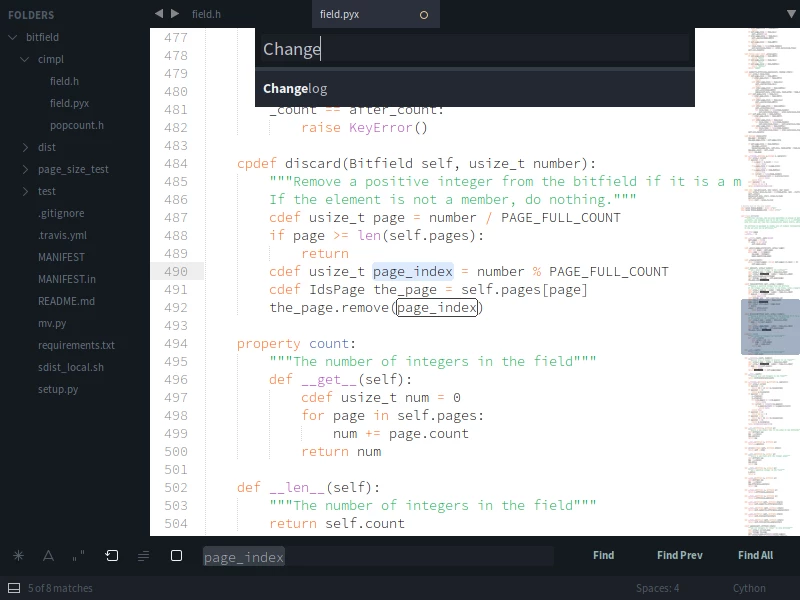 FOLDERS
bitfield
cimpl
field.h
field.pyx
popcount.h
dist
page_size_test
test
.gitignore
.travis.yml
MANIFEST
MANIFEST.in
README.md
mv.py
requirements.txt
sdist_local.sh
setup.py
field.h
field.pyx
Change
Changelog
477
478
479
480
481 _count == after_count:
482 raise KeyError()
483
484 cpdef discard(Bitfield self, usize_t number):
485 """Remove a positive integer from the bitfield if it is a m
486 If the element is not a member, do nothing."""
487 cdef usize_t page = number / PAGE_FULL_COUNT
488 if page >= len(self.pages):
489 return
490 cdef usize_t page_index = number % PAGE_FULL_COUNT
491 cdef IdsPage the_page = self.pages[page]
492 the_page.remove(page_index)
493
494 property count:
495 """The number of integers in the field"""
496 def __get__(self):
497 cdef usize_t num = 0
498 for page in self.pages:
499 num += page.count
500 return num
501
502 def __len__(self):
503 """The number of integers in the field"""
504 return self.count
page_index
Find
Find Prev
Find All
5 of 8 matches
Spaces: 4
Cython